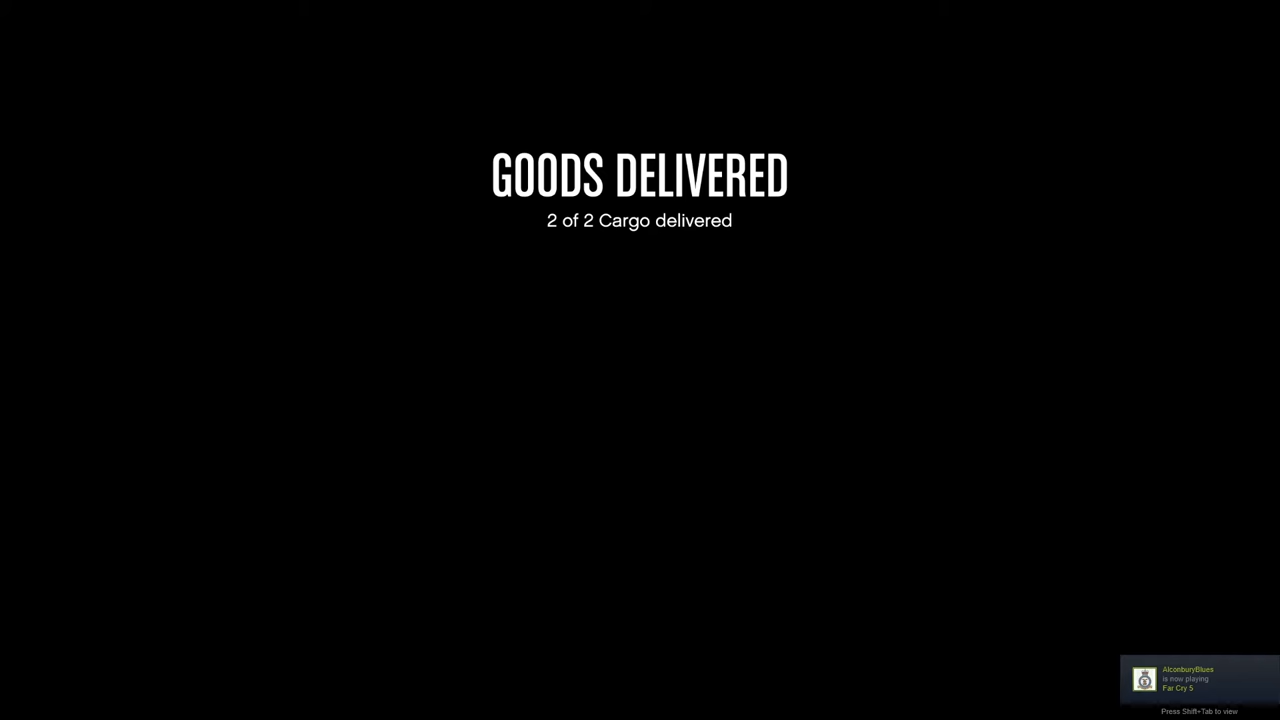 GOODS DELIVERED
2 of 2 Cargo delivered
AlconburyBlues
is now playing
Far Cry 5
Press Shift+Tab to view